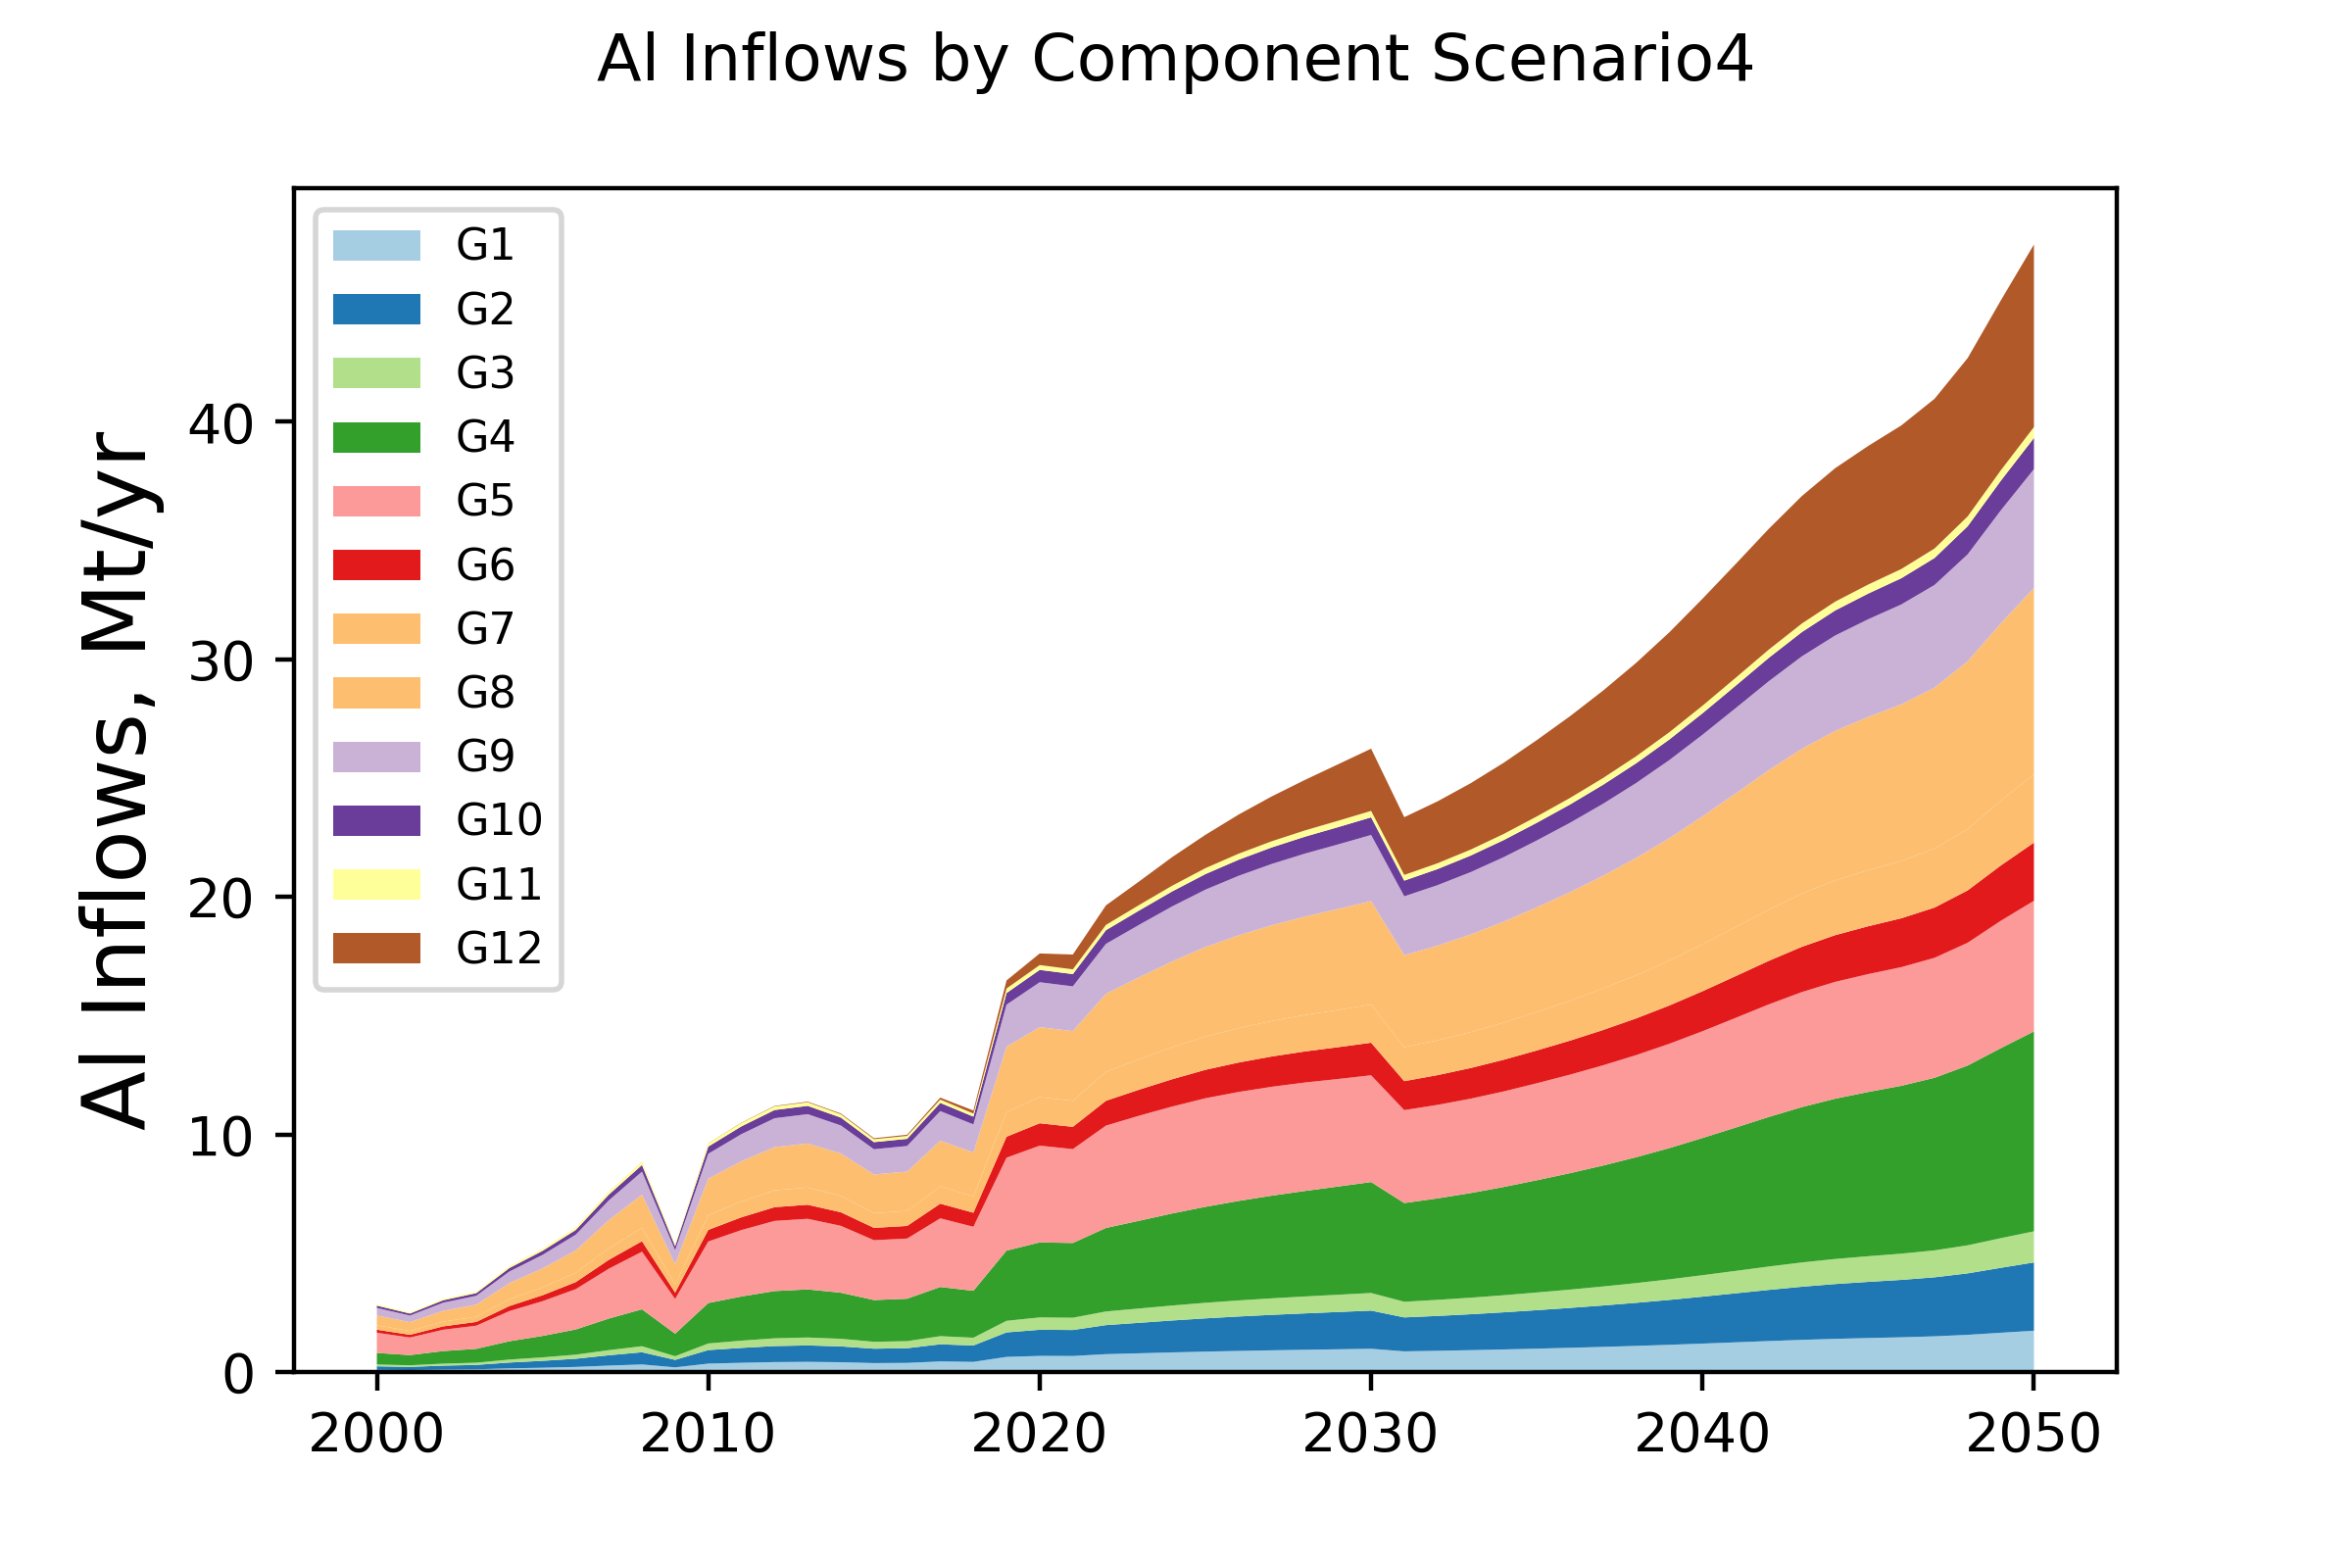 Al Inflows by Component Scenario4
Al Inflows, Mt/yr
40
30
20
10
0
G1
G2
G3
G4
G5
G6
G7
G8
G9
G10
G11
G12
2000
2010
2020
2030
2040
2050